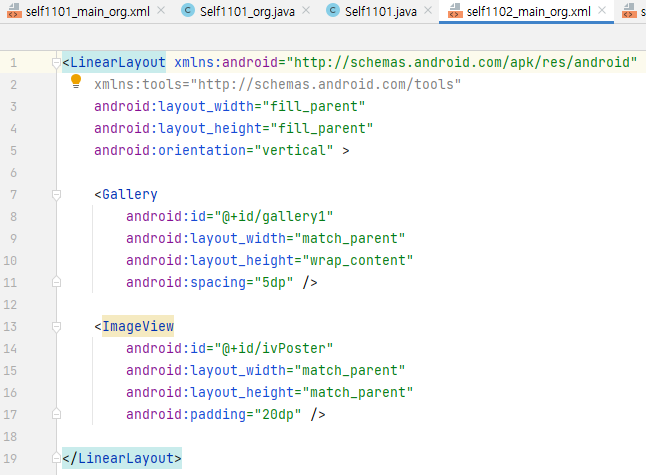 self1101_main_org.xml Self1101_org.java Self1101.java self1102_main_org.xml s
1 <LinearLayout xmlns:android="http://schemas.android.com/apk/res/android"
2 xmlns:tools="http://schemas.android.com/tools"
3 android:layout_width="fill_parent"
4 android:layout_height="fill_parent"
5 android:orientation="vertical" >
6
7 <Gallery
8 android:id="@+id/gallery1"
9 android:layout_width="match_parent"
10 android:layout_height="wrap_content"
11 android:spacing="5dp" />
12
13 <ImageView
14 android:id="@+id/ivPoster"
15 android:layout_width="match_parent"
16 android:layout_height="match_parent"
17 android:padding="20dp" />
18
19 </LinearLayout>